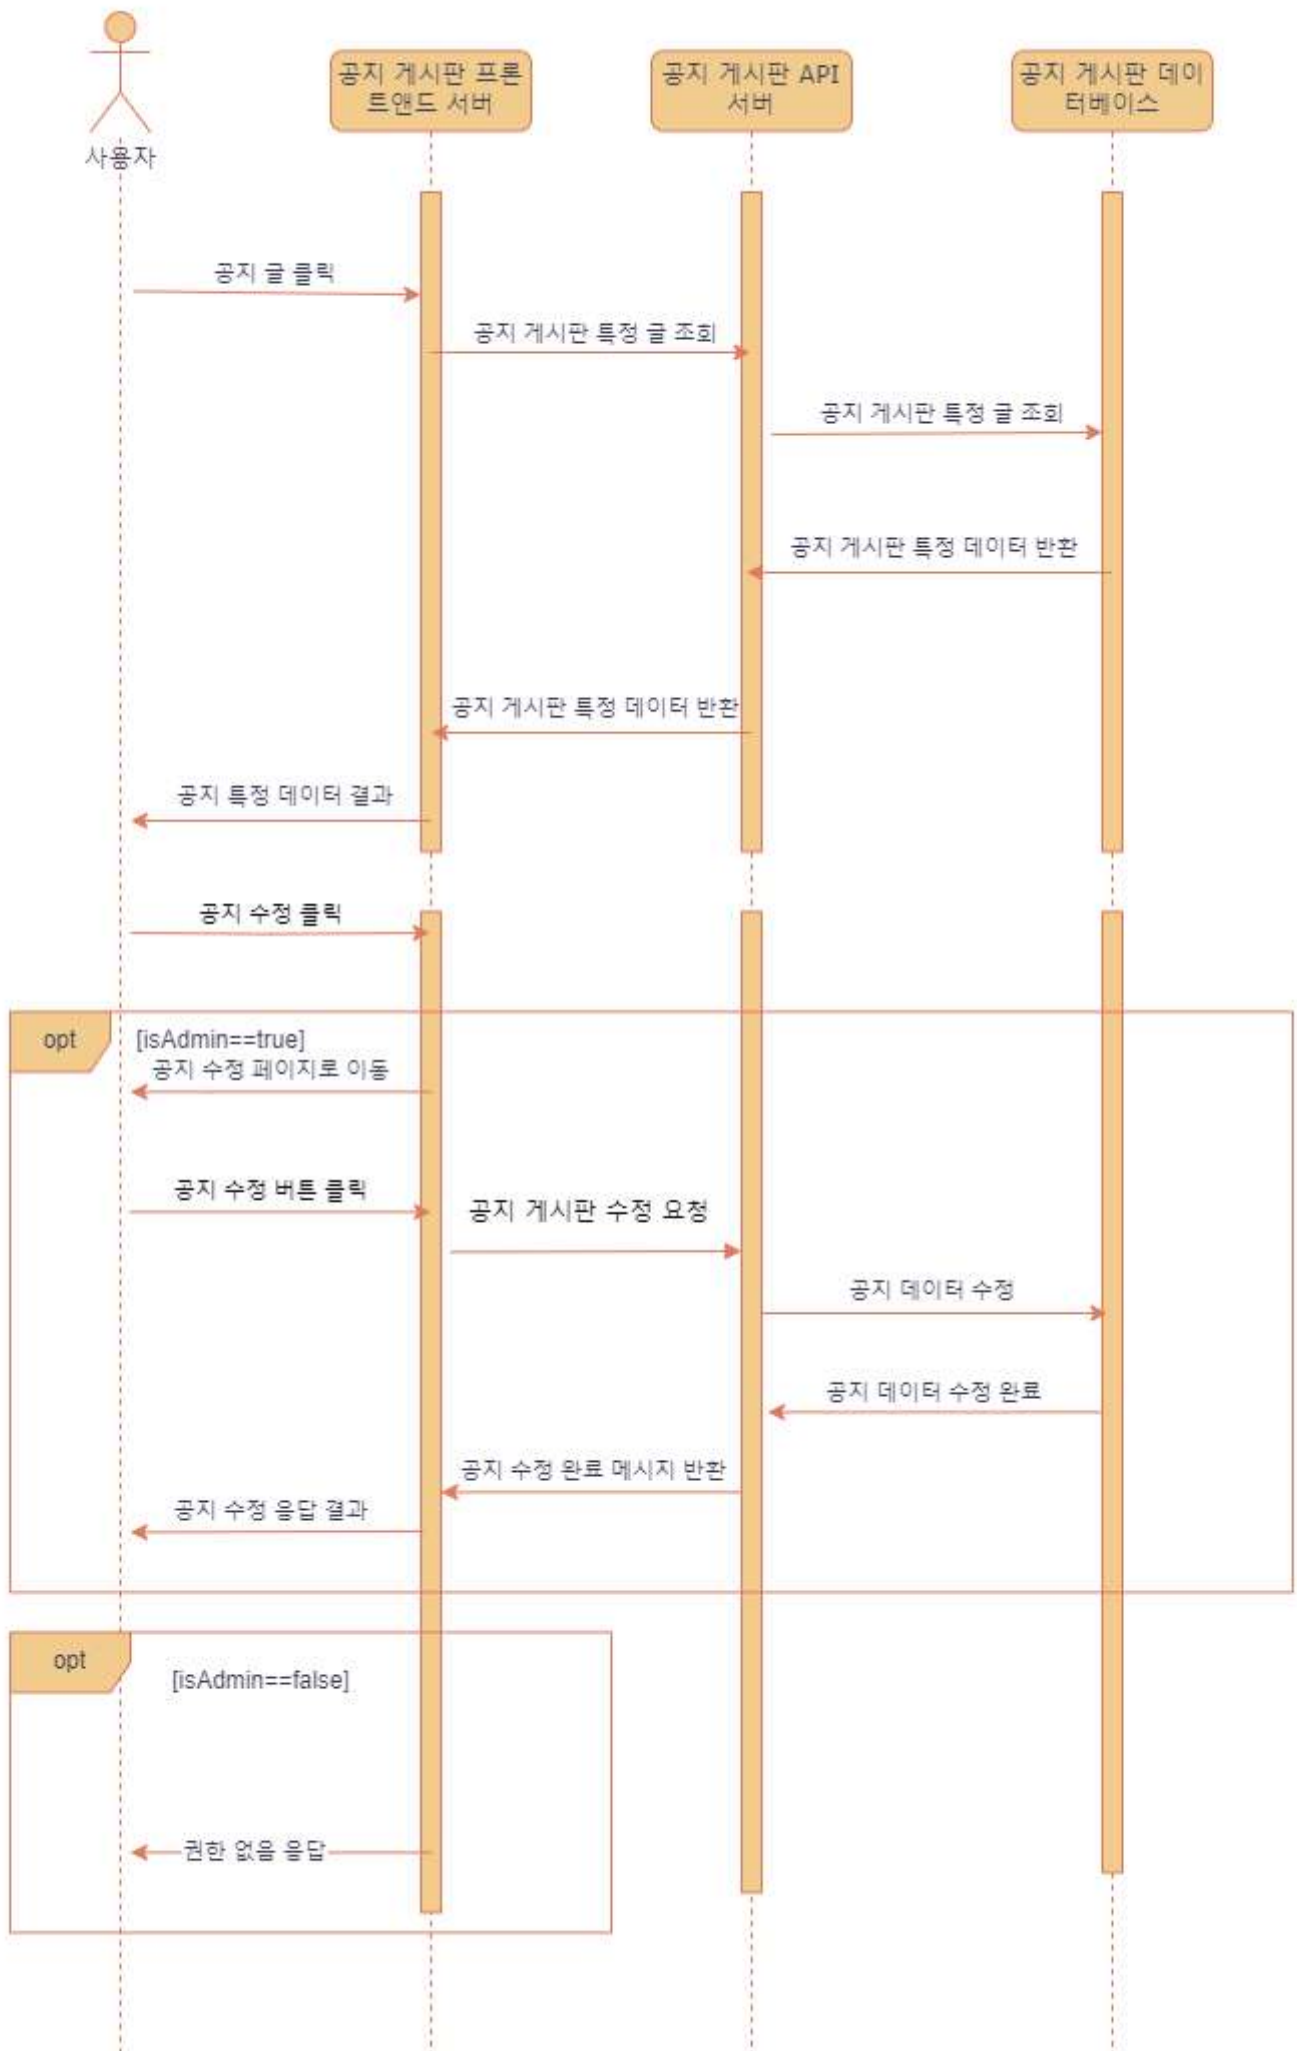 공지 게시판 프론
트앤드 서버
공지 게시판 API
서버
공지 게시판 데이
터베이스
사용자
공지 글 클릭
공지 게시판 특정 글 조회
공지 게시판 특정 글 조회
공지 게시판 특정 데이터 반환
공지 게시판 특정 데이터 반환
공지 특정 데이터 결과
공지 수정 클릭
opt
[isAdmin==true]
공지 수정 페이지로 이동
공지 수정 버튼 클릭
공지 게시판 수정 요청
공지 데이터 수정
공지 데이터 수정 완료
공지 수정 완료 메시지 반환
공지 수정 응답 결과
opt
[isAdmin==false]
권한 없음 응답